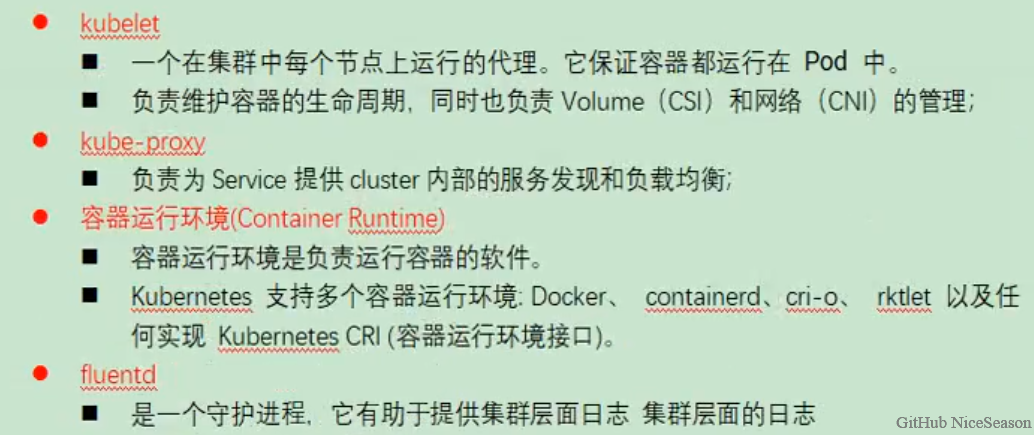 kubelet
一个在集群中每个节点上运行的代理。它保证容器都运行在 Pod 中。
负责维护容器的生命周期，同时也负责 Volume（CSI）和网络（CNI）的管理;
kube-proxy
负责为 Service 提供 cluster 内部的服务发现和负载均衡;
容器运行环境(Container Runtime)
容器运行环境是负责运行容器的软件。
Kubernetes 支持多个容器运行环境: Docker、 containerd、cri-o、 rktlet 以及任
何实现 Kubernetes CRI (容器运行环境接口)。
fluentd
是一个守护进程，它有助于提供集群层面日志 集群层面的日志
GitHub NiceSeason